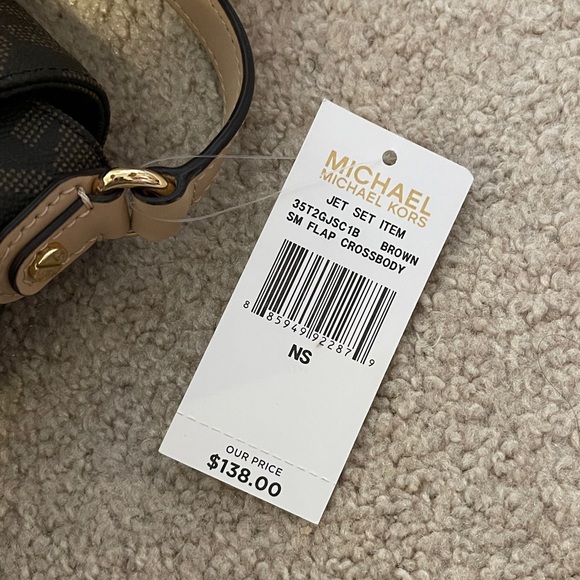 MICHAEL
MICHAEL KORS
JET SET ITEM
35T2GJSC1B BROWN
SM FLAP CROSSBODY
8 85949 92287 9
NS
OUR PRICE
$138.00